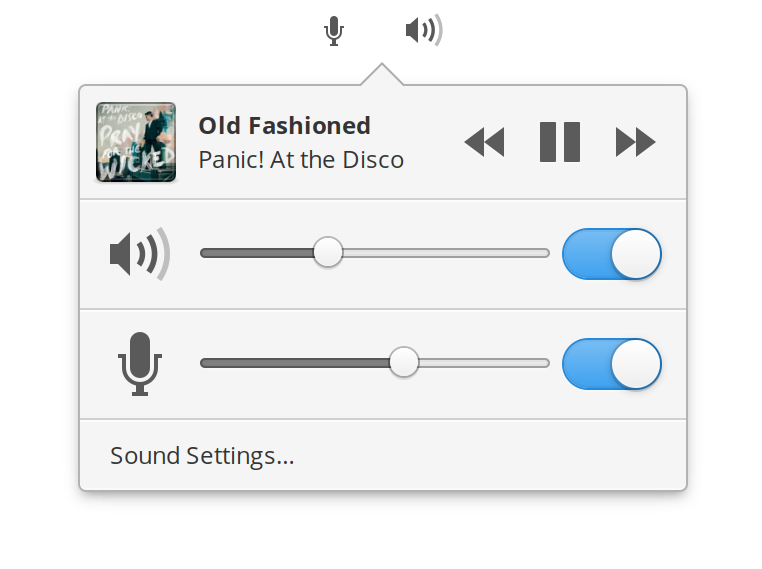 PANIC!
AT THE DISCO
PRAY
FOR THE
WICKED
Old Fashioned
Panic! At the Disco
Sound Settings...